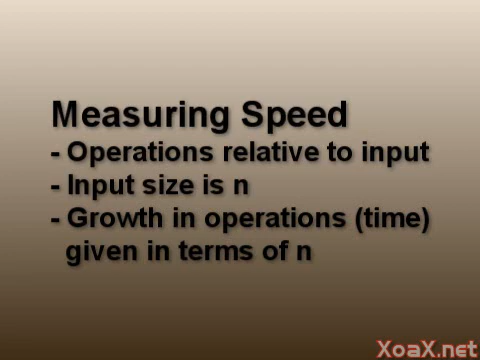 Measuring Speed
- Operations relative to input
- Input size is n
- Growth in operations (time)
given in terms of n
XoaX.net